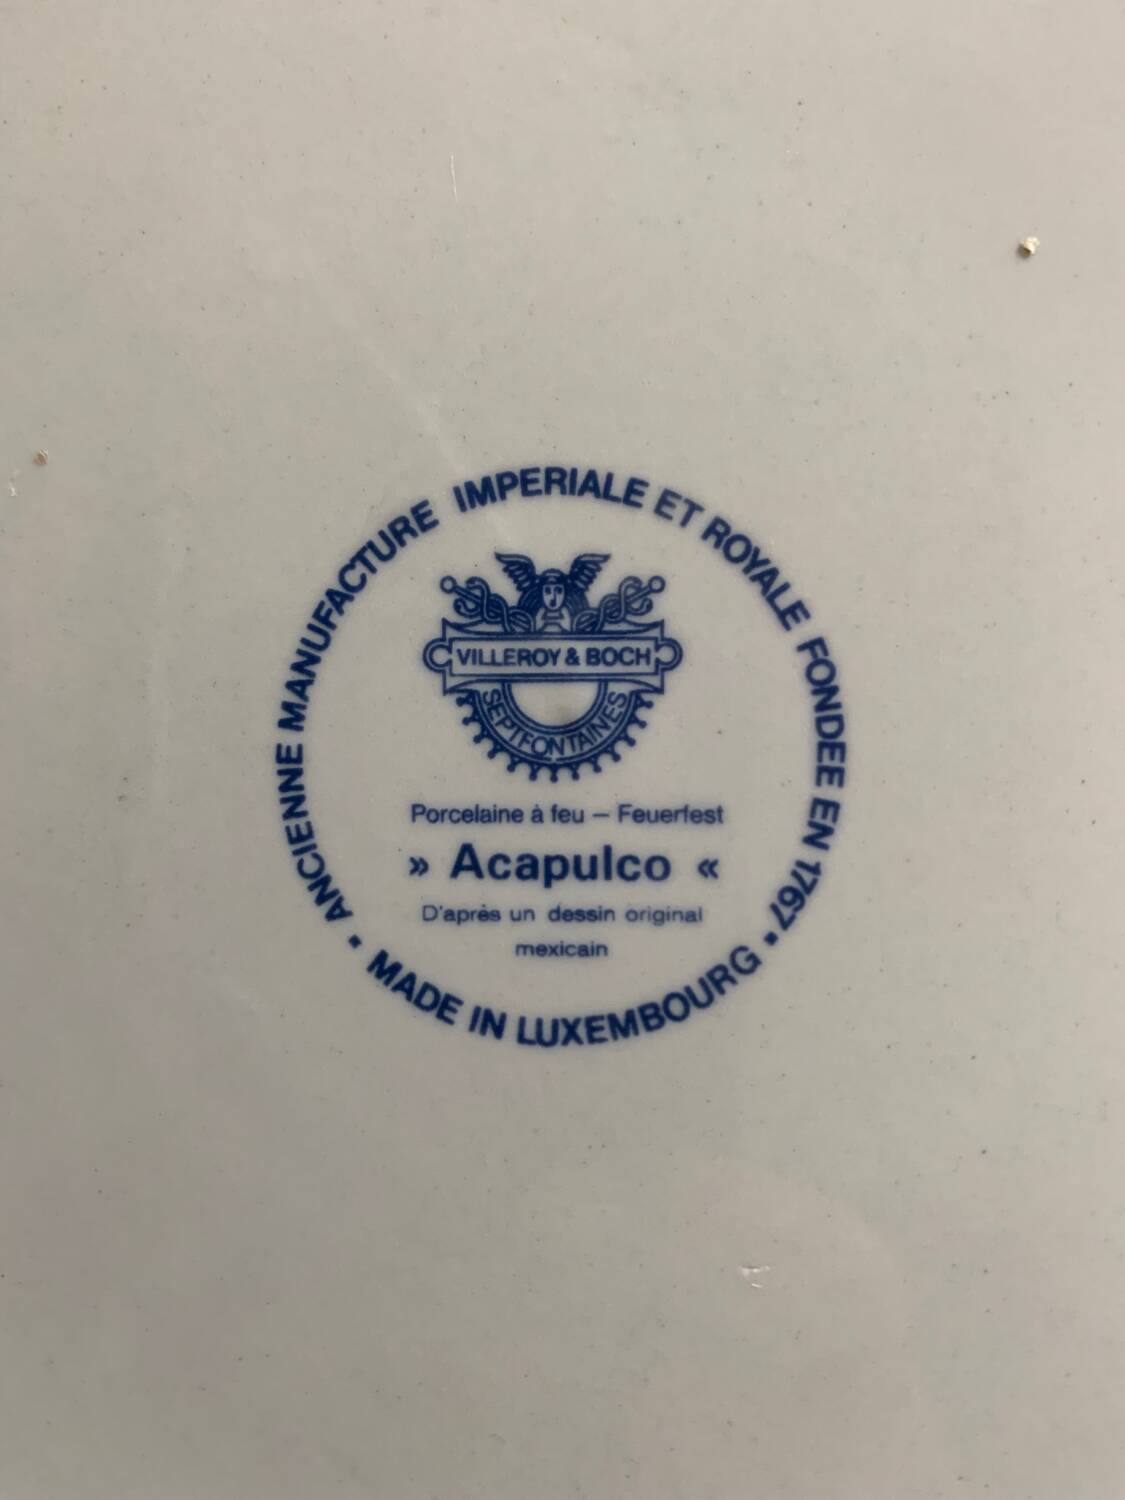 ANCIENNE MANUFACTURE IMPERIALE ET ROYALE FONDEE EN 1767
VILLEROY & BOCH
SEPTFONTAINES
Porcelaine à feu – Feuerfest
» Acapulco «
D'après un dessin original
mexicain
• MADE IN LUXEMBOURG •